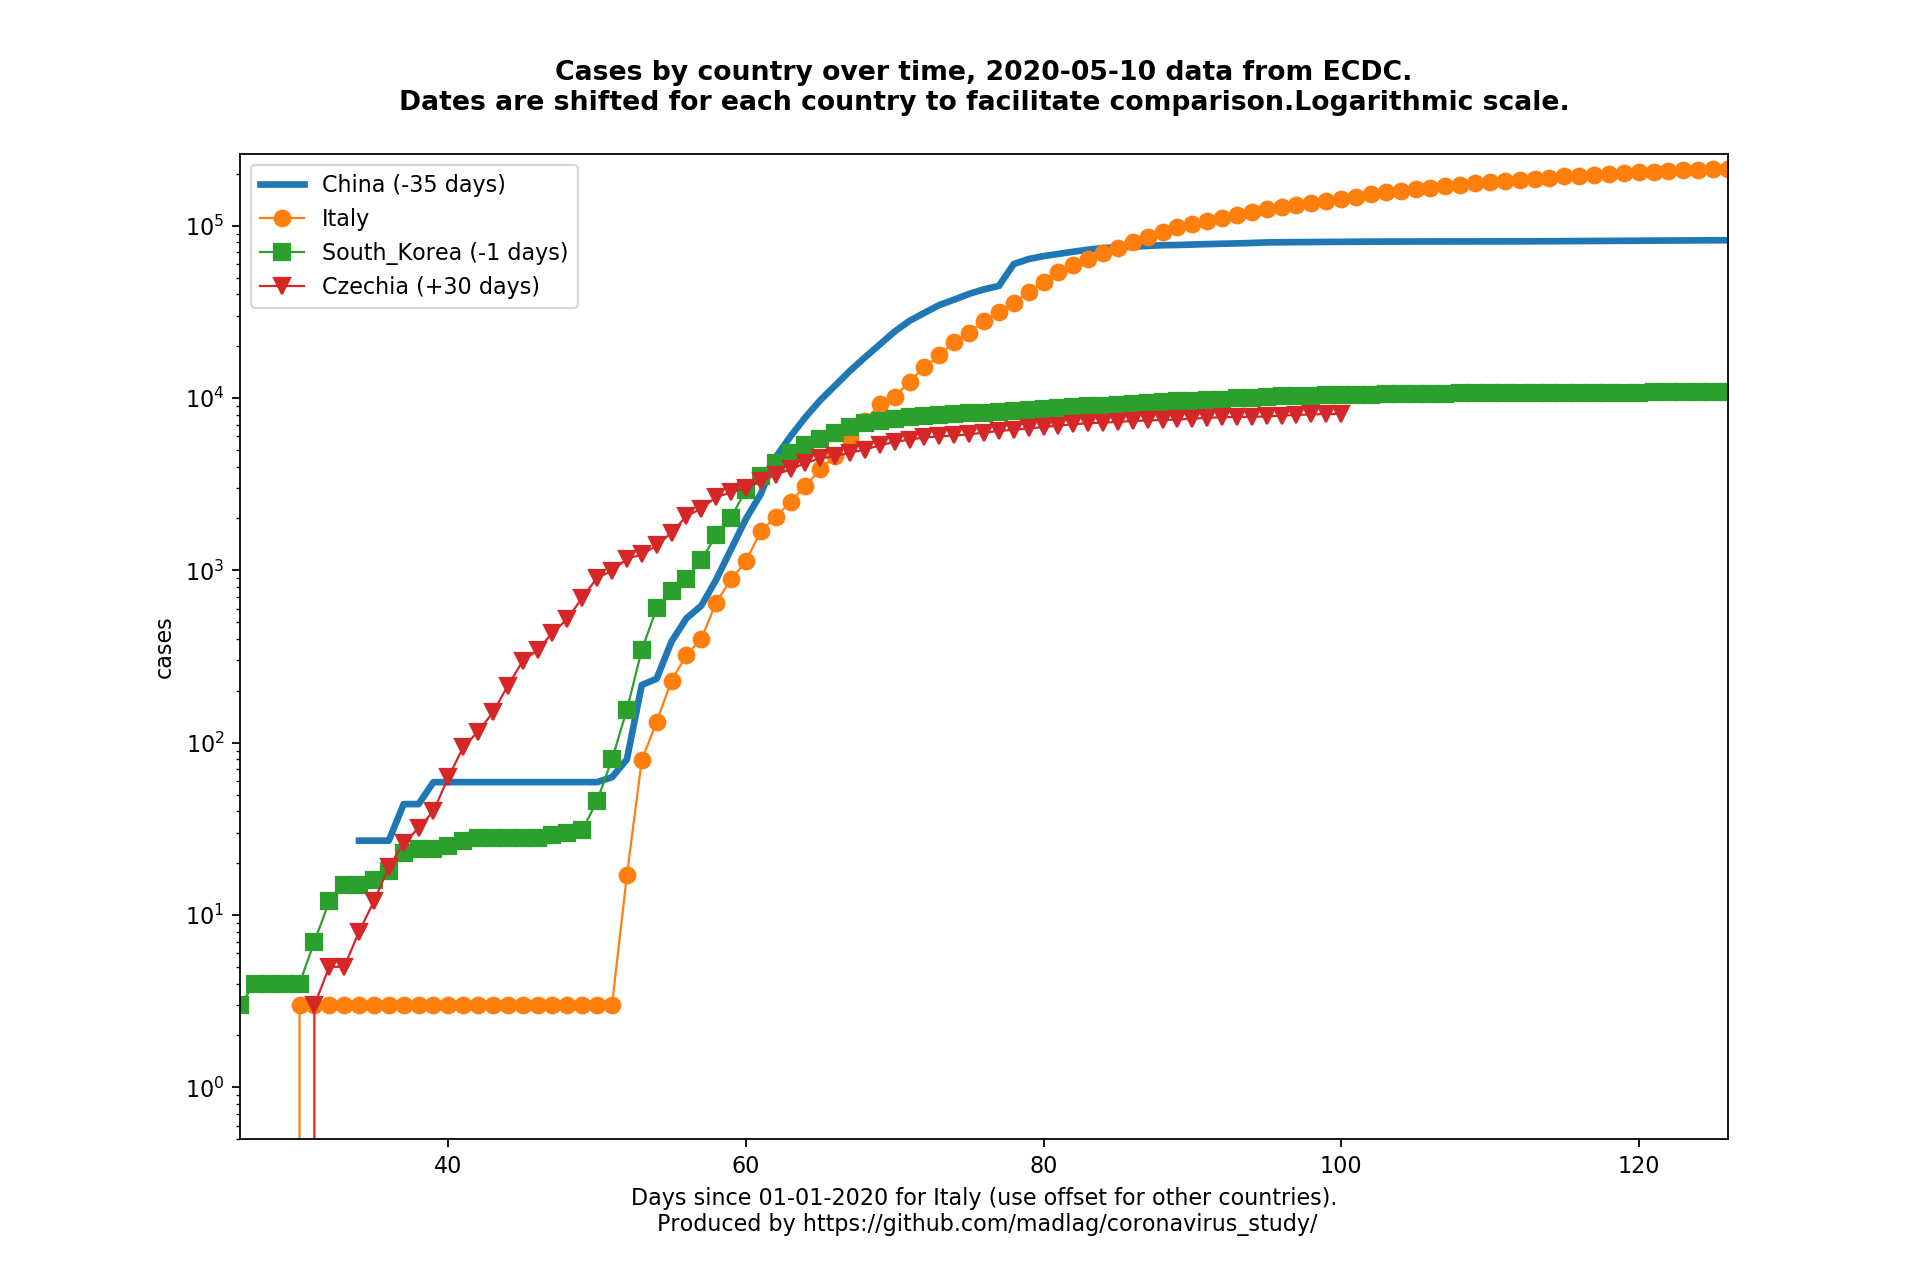 Cases by country over time, 2020-05-10 data from ECDC.
Dates are shifted for each country to facilitate comparison.Logarithmic scale.
China (-35 days)
Italy
South_Korea (-1 days)
Czechia (+30 days)
10^5
10^4
10^3
10^2
10^1
10^0
cases
40 60 80 100 120
Days since 01-01-2020 for Italy (use offset for other countries).
Produced by https://github.com/madlag/coronavirus_study/